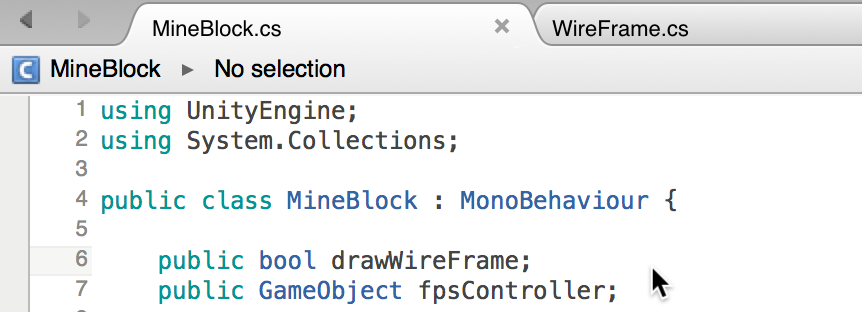 MineBlock.cs
WireFrame.cs
C MineBlock ▸ No selection
1 using UnityEngine;
2 using System.Collections;
3
4 public class MineBlock : MonoBehaviour {
5
6 public bool drawWireFrame;
7 public GameObject fpsController;